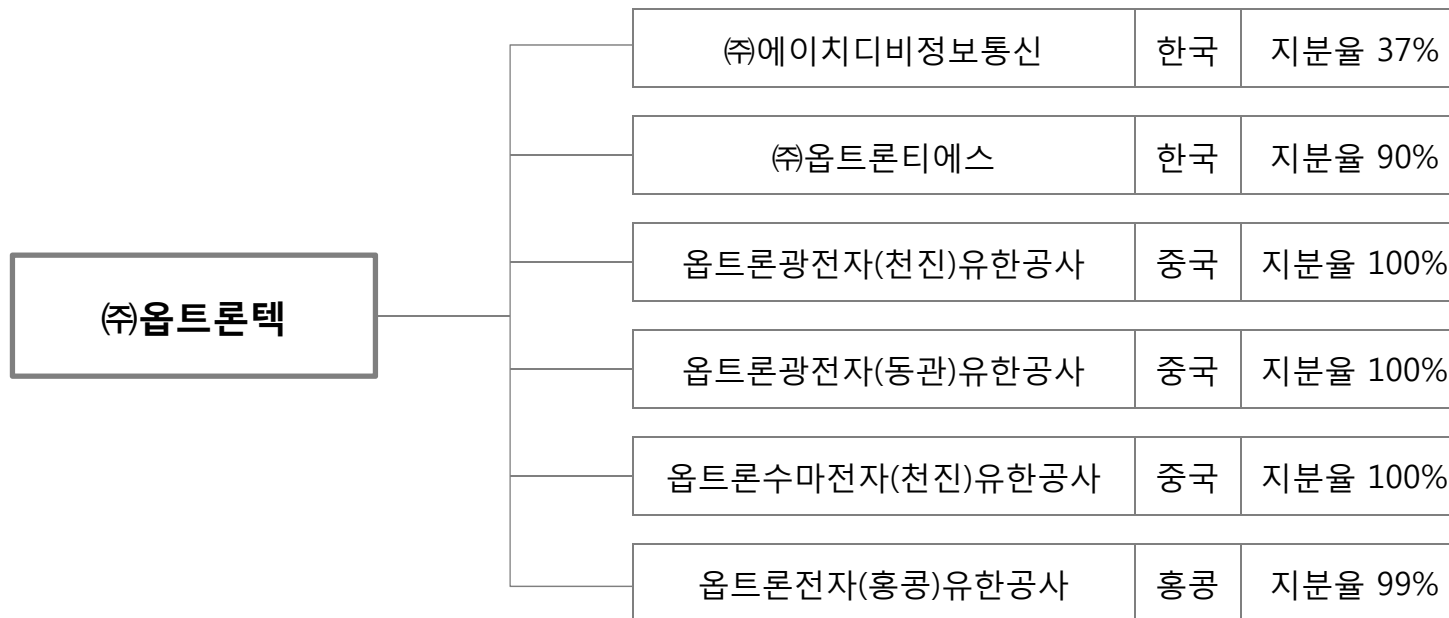 ㈜에이치디비정보통신 한국 지분율 37%
㈜옵트론티에스 한국 지분율 90%
옵트론광전자(천진)유한공사 중국 지분율 100%
㈜옵트론텍
옵트론광전자(동관)유한공사 중국 지분율 100%
옵트론수마전자(천진)유한공사 중국 지분율 100%
옵트론전자(홍콩)유한공사 홍콩 지분율 99%